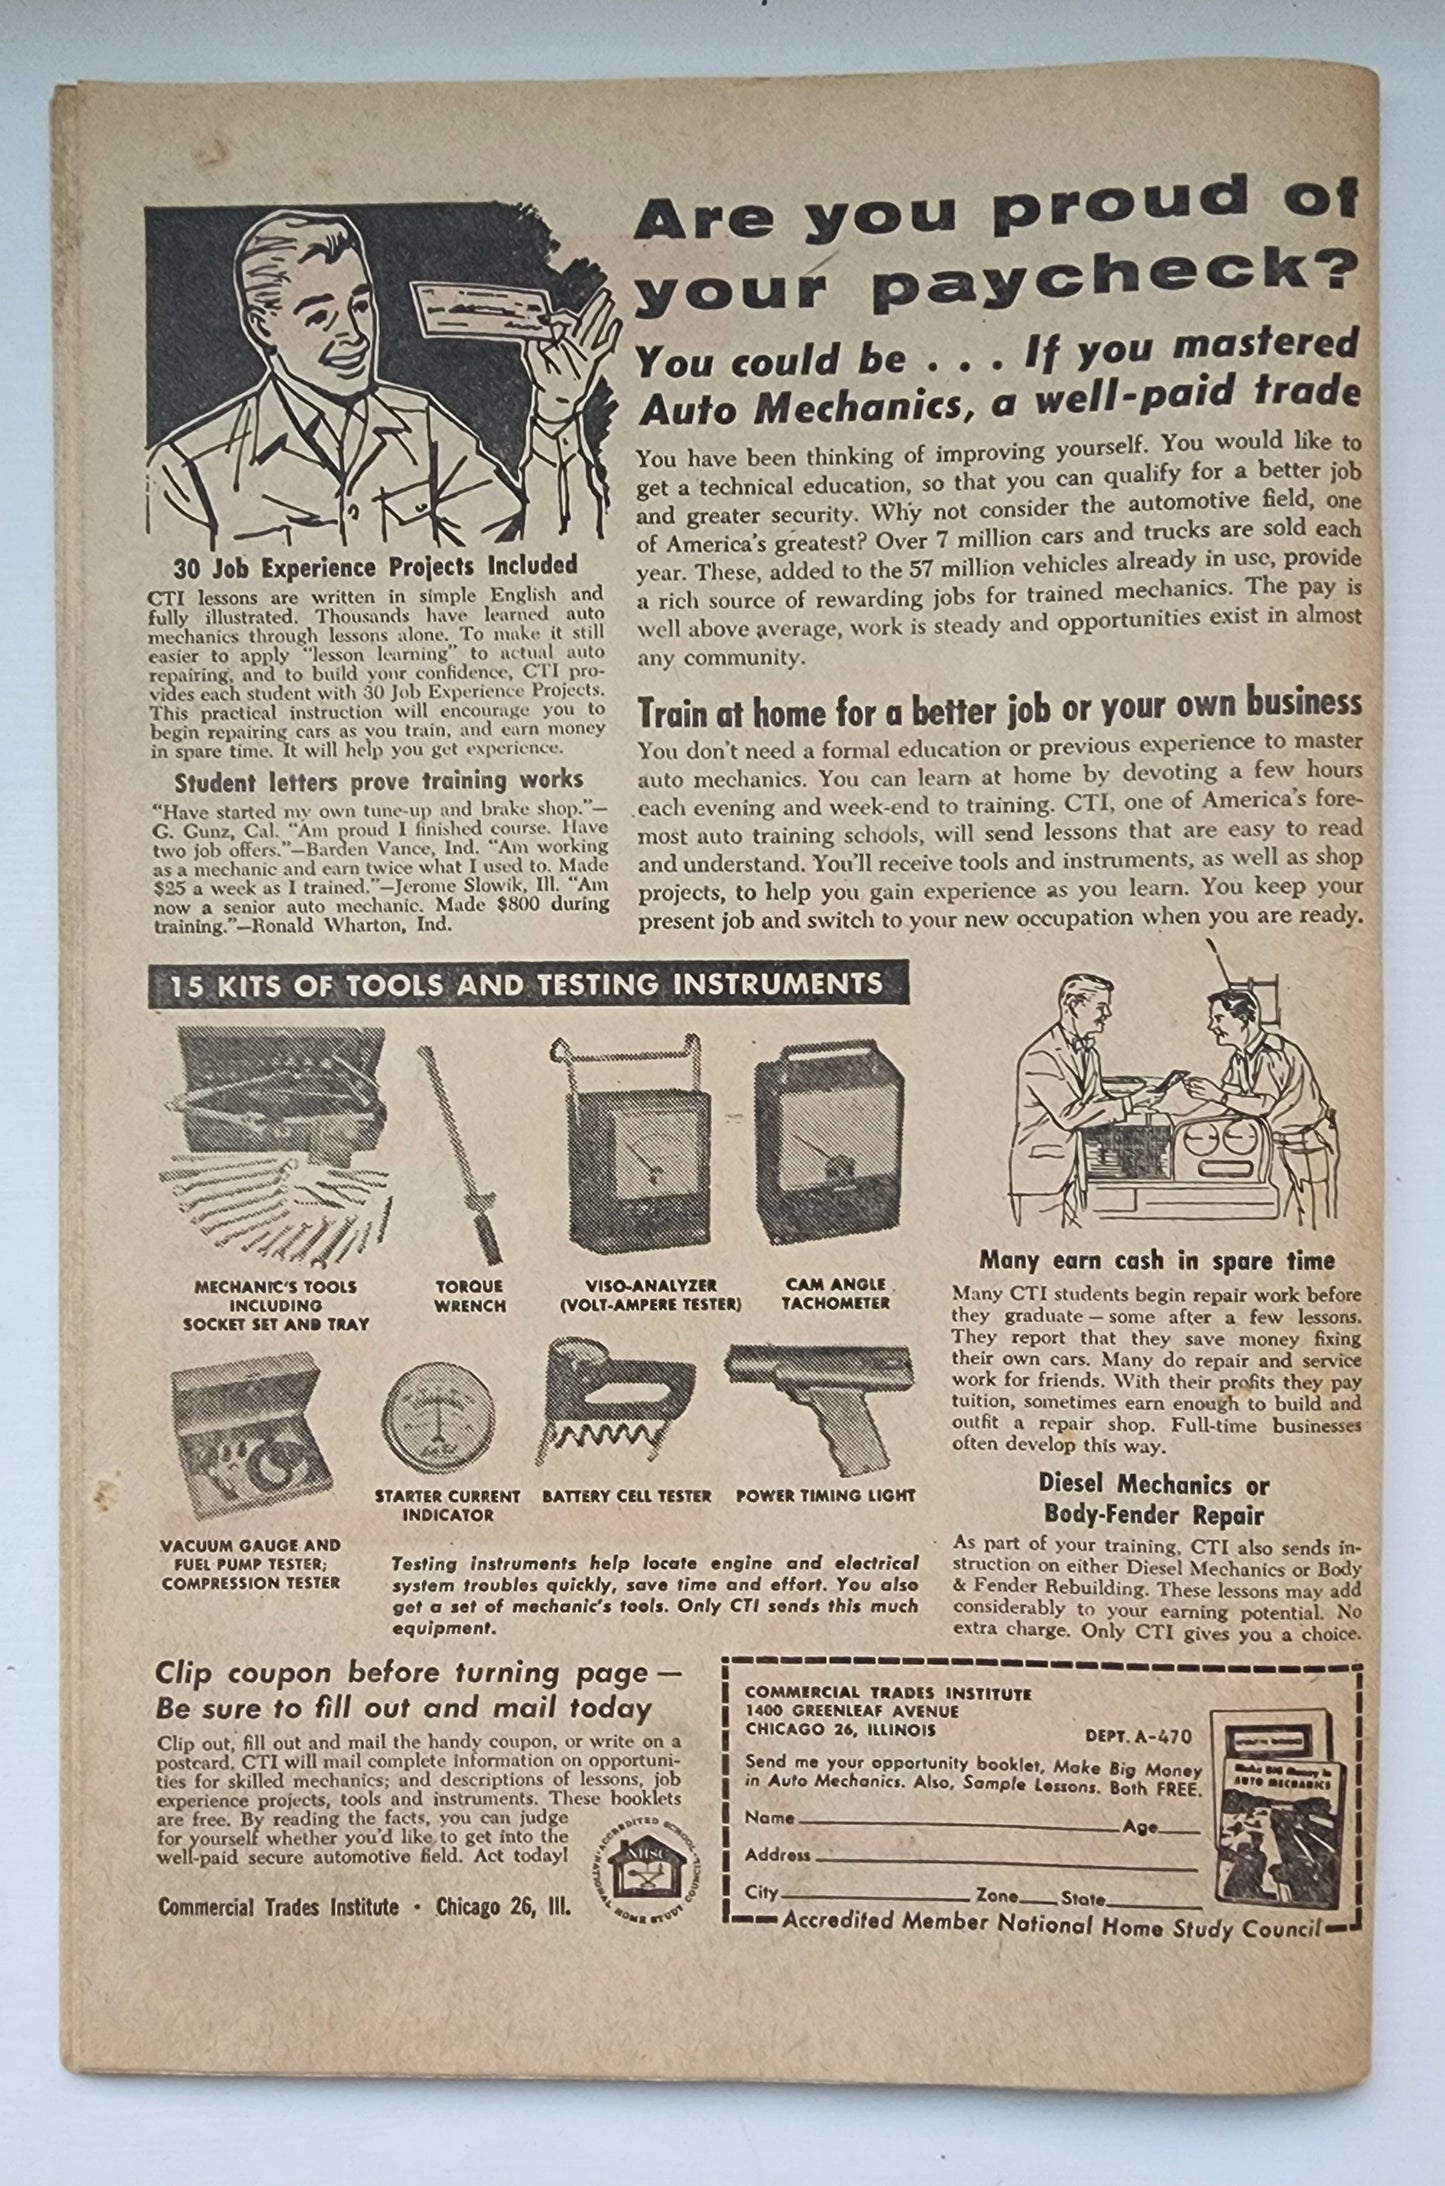 Are you proud of
your paycheck?
You could be . . . If you mastered
Auto Mechanics, a well-paid trade
You have been thinking of improving yourself. You would like to
get a technical education, so that you can qualify for a better job
and greater security. Why not consider the automotive field, one
of America's greatest? Over 7 million cars and trucks are sold each
year. These, added to the 57 million vehicles already in use, provide
a rich source of rewarding jobs for trained mechanics. The pay is
well above average, work is steady and opportunities exist in almost
any community.
Train at home for a better job or your own business
You don't need a formal education or previous experience to master
auto mechanics. You can learn at home by devoting a few hours
each evening and week-end to training. CTI, one of America's fore-
most auto training schools, will send lessons that are easy to read
and understand. You'll receive tools and instruments, as well as shop
projects, to help you gain experience as you learn. You keep your
present job and switch to your new occupation when you are ready.
30 Job Experience Projects Included
CTI lessons are written in simple English and
fully illustrated. Thousands have learned auto
mechanics through lessons alone. To make it still
easier to apply "lesson learning" to actual auto
repairing, and to build your confidence, CTI pro-
vides each student with 30 Job Experience Projects.
This practical instruction will encourage you to
begin repairing cars as you train, and earn money
in spare time. It will help you get experience.
Student letters prove training works
"Have started my own tune-up and brake shop."—
G. Gunz, Cal. "Am proud I finished course. Have
two job offers."—Barden Vance, Ind. "Am working
as a mechanic and earn twice what I used to. Made
$25 a week as I trained."—Jerome Slowik, Ill. "Am
now a senior auto mechanic. Made $800 during
training."—Ronald Wharton, Ind.
15 KITS OF TOOLS AND TESTING INSTRUMENTS
MECHANIC'S TOOLS
INCLUDING
SOCKET SET AND TRAY
TORQUE
WRENCH
VISO-ANALYZER
(VOLT-AMPERE TESTER)
CAM ANGLE
TACHOMETER
VACUUM GAUGE AND
FUEL PUMP TESTER;
COMPRESSION TESTER
STARTER CURRENT
INDICATOR
BATTERY CELL TESTER
POWER TIMING LIGHT
Testing instruments help locate engine and electrical
system troubles quickly, save time and effort. You also
get a set of mechanic's tools. Only CTI sends this much
equipment.
Many earn cash in spare time
Many CTI students begin repair work before
they graduate — some after a few lessons.
They report that they save money fixing
their own cars. Many do repair and service
work for friends. With their profits they pay
tuition, sometimes earn enough to build and
outfit a repair shop. Full-time businesses
often develop this way.
Diesel Mechanics or
Body-Fender Repair
As part of your training, CTI also sends in-
struction on either Diesel Mechanics or Body
& Fender Rebuilding. These lessons may add
considerably to your earning potential. No
extra charge. Only CTI gives you a choice.
Clip coupon before turning page —
Be sure to fill out and mail today
Clip out, fill out and mail the handy coupon, or write on a
postcard. CTI will mail complete information on opportuni-
ties for skilled mechanics; and descriptions of lessons, job
experience projects, tools and instruments. These booklets
are free. By reading the facts, you can judge
for yourself whether you'd like to get into the
well-paid secure automotive field. Act today!
Commercial Trades Institute · Chicago 26, Ill.
ACCREDITED SCHOOL
NATIONAL HOME STUDY COUNCIL
NHSC
COMMERCIAL TRADES INSTITUTE
1400 GREENLEAF AVENUE
CHICAGO 26, ILLINOIS
DEPT. A-470
Send me your opportunity booklet, Make Big Money
in Auto Mechanics. Also, Sample Lessons. Both FREE.
Name Age
Address
City Zone State
Accredited Member National Home Study Council
Make Big Money in
AUTO MECHANICS